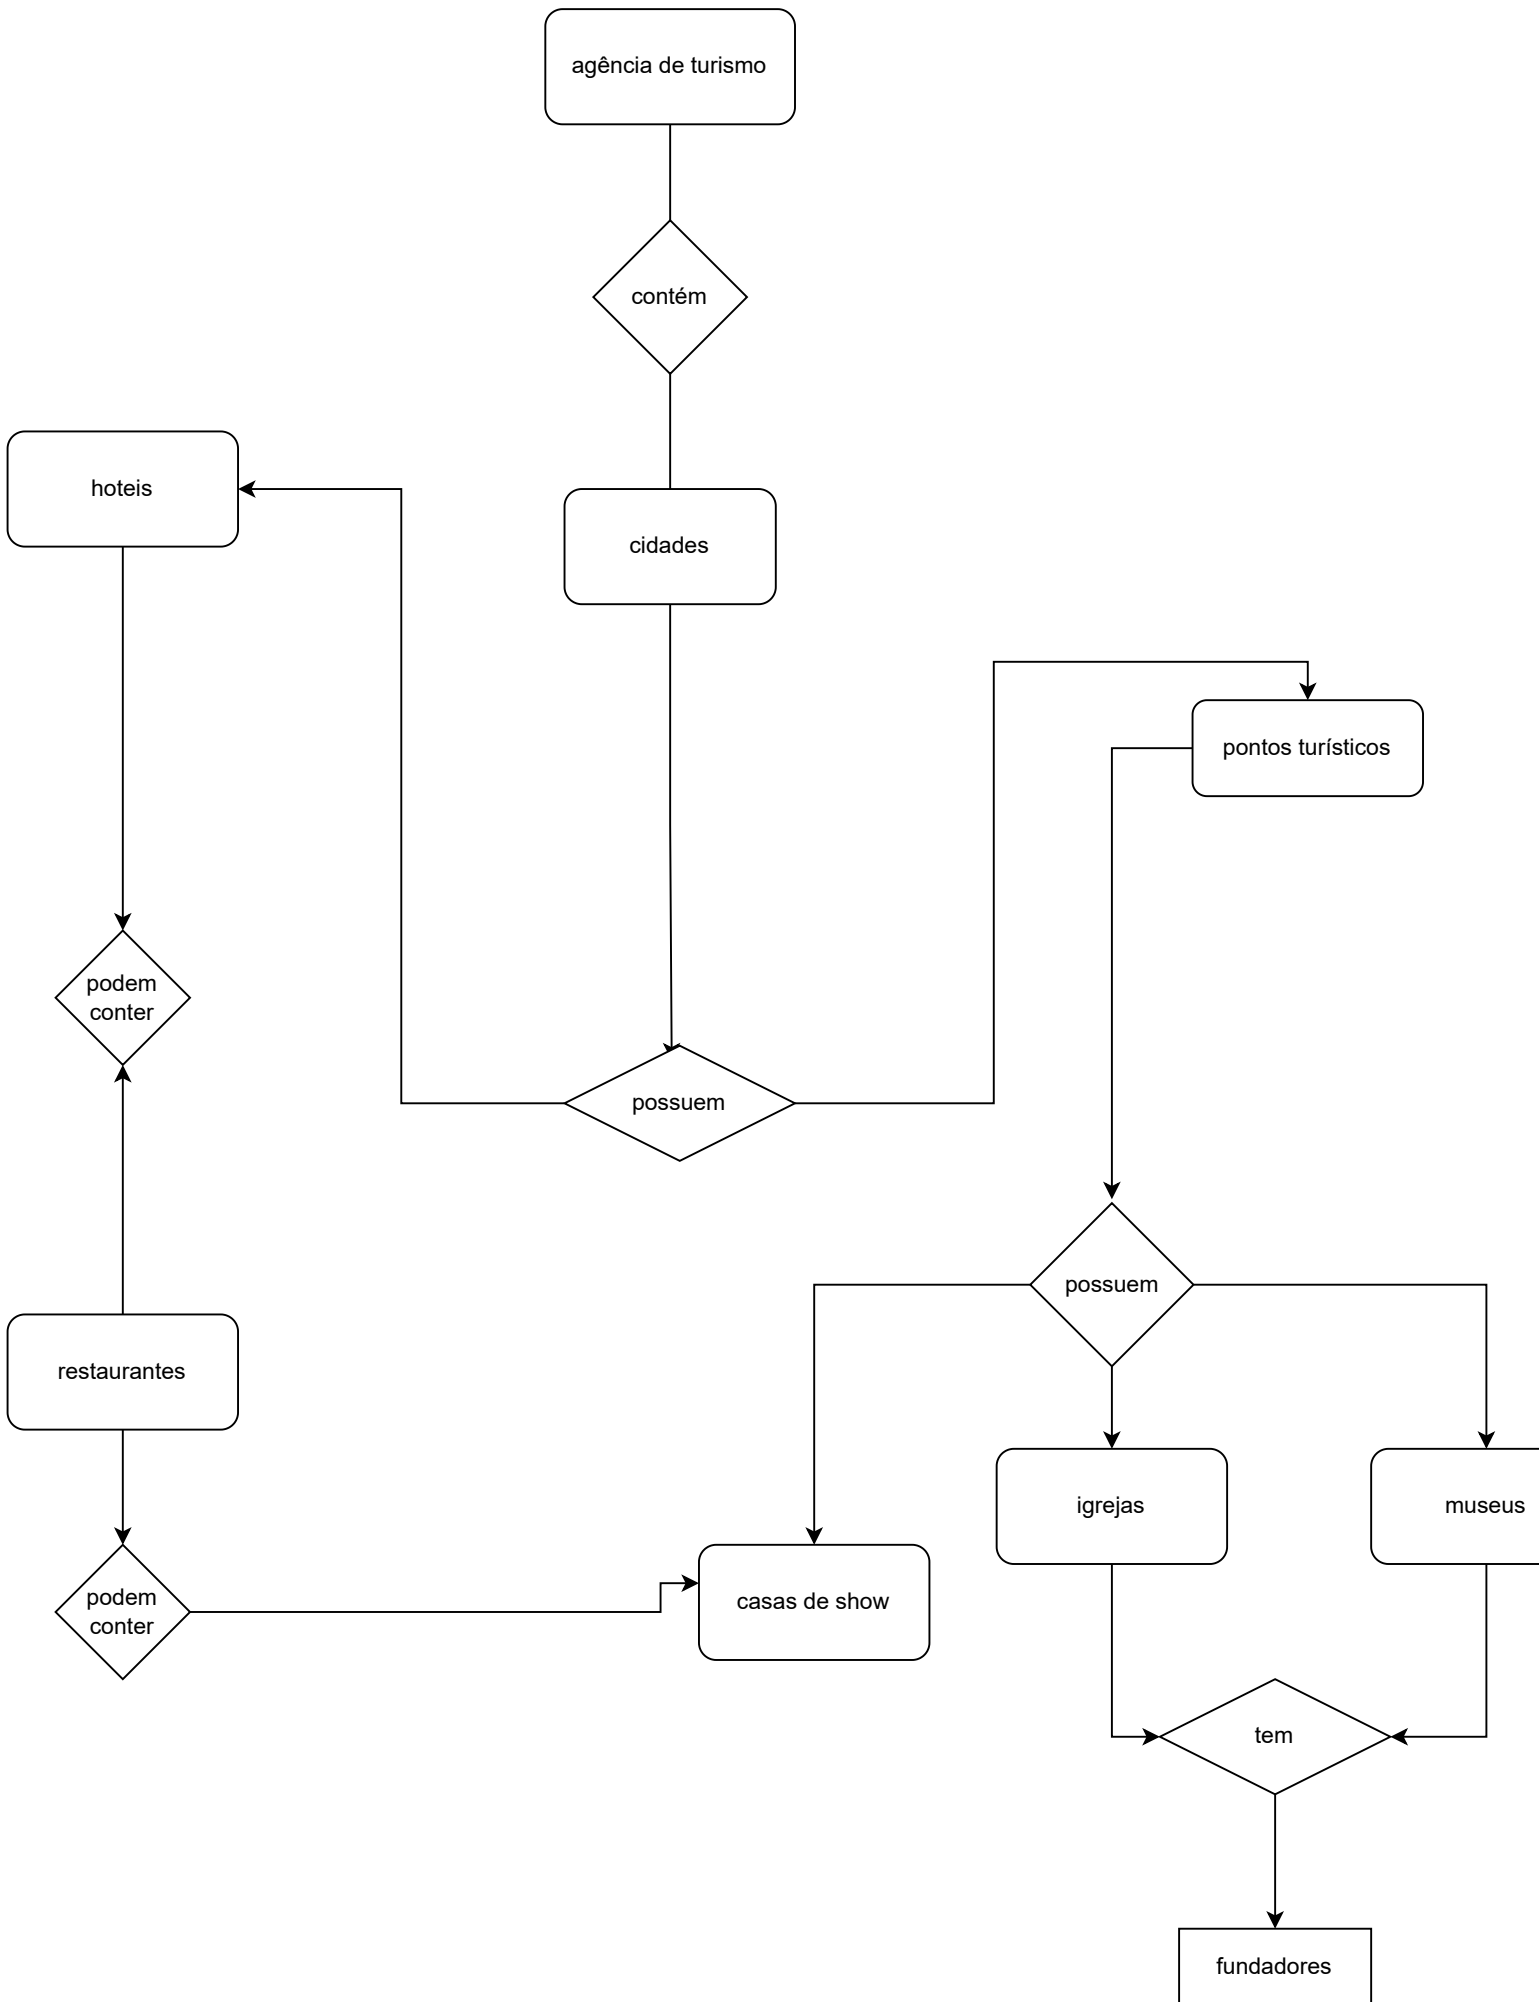 agência de turismo
contém
hoteis
cidades
pontos turísticos
podem
conter
possuem
possuem
restaurantes
igrejas
museus
podem
conter
casas de show
tem
fundadores